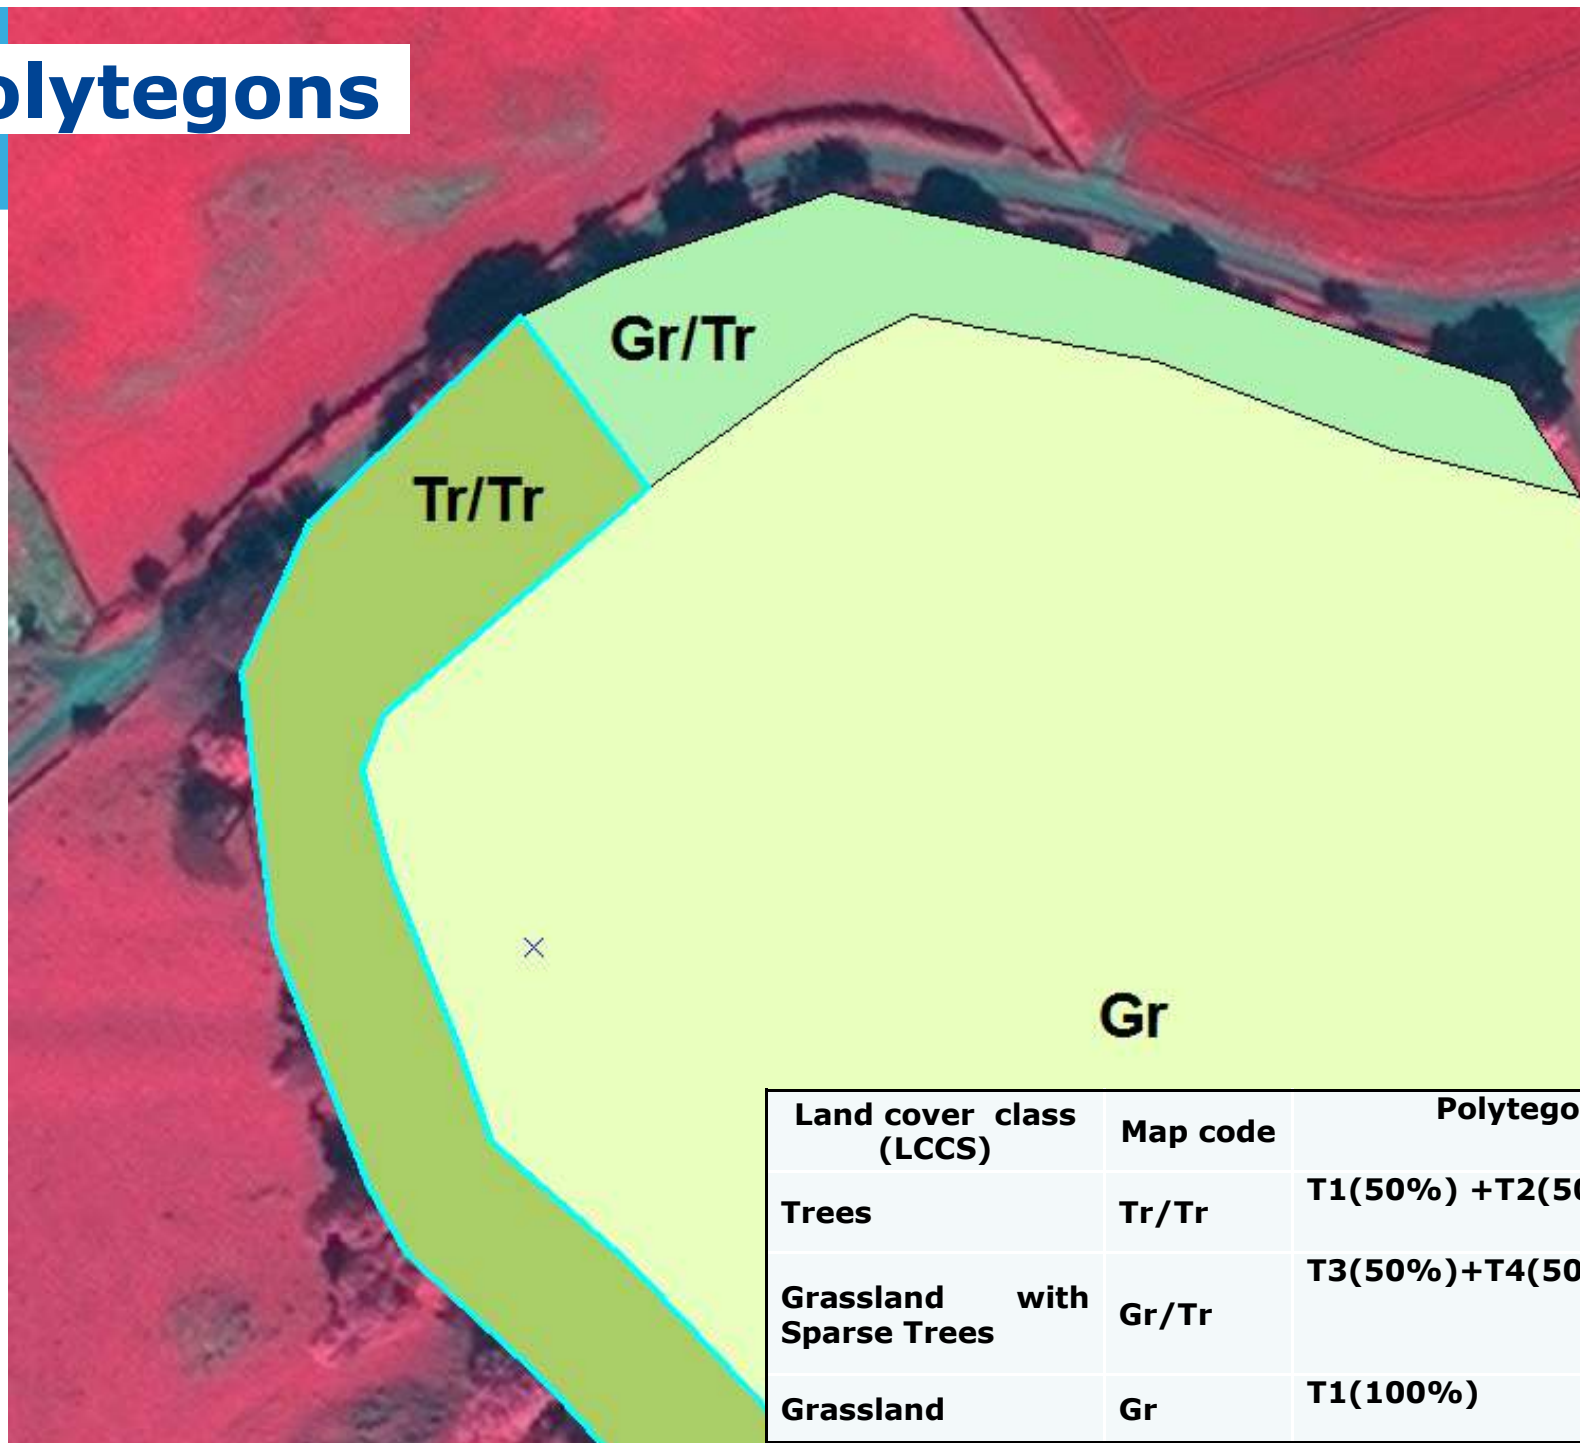 olytegons
Gr/Tr
Tr/Tr
Gr
Land cover class
(LCCS)
Map code
Polytego
Trees
Tr/Tr
T1(50%) +T2(50
Grassland with
Sparse Trees
Gr/Tr
T3(50%)+T4(50
Grassland
Gr
T1(100%)